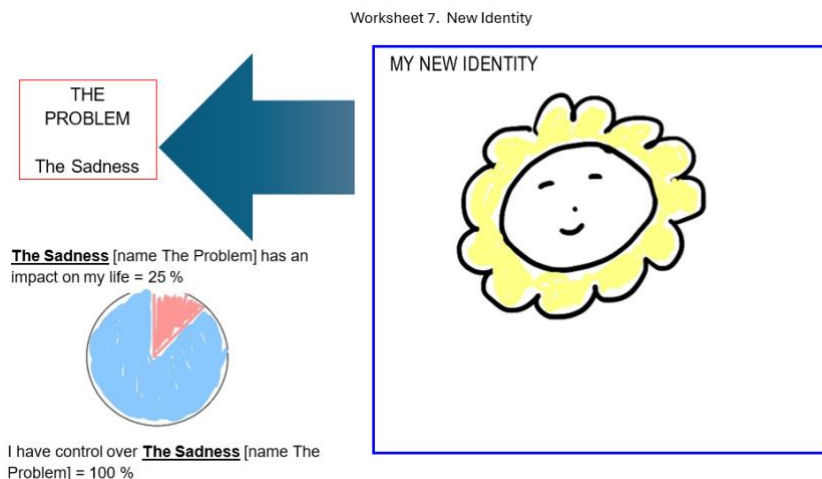 Worksheet 7. New Identity
MY NEW IDENTITY
THE
PROBLEM
The Sadness
The Sadness [name The Problem] has an
impact on my life = 25 %
I have control over The Sadness [name The
Problem] = 100 %